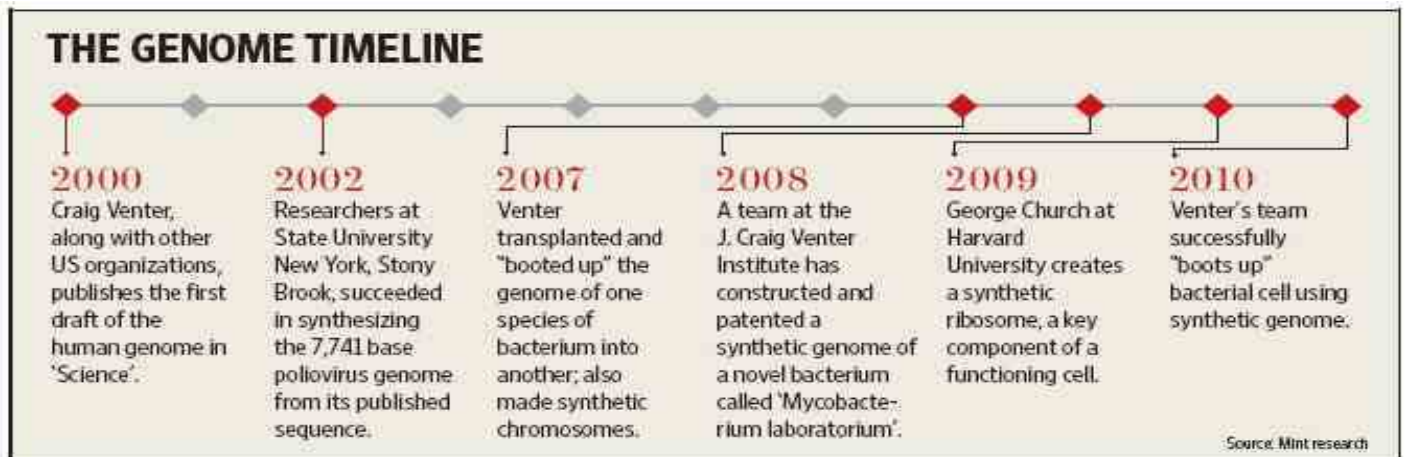 THE GENOME TIMELINE
2000
Craig Venter,
along with other
US organizations,
publishes the first
draft of the
human genome in
'Science'.
2002
Researchers at
State University
New York, Stony
Brook, succeeded
in synthesizing
the 7,741 base
poliovirus genome
from its published
sequence.
2007
Venter
transplanted and
"booted up" the
genome of one
species of
bacterium into
another; also
made synthetic
chromosomes.
2008
A team at the
J. Craig Venter
Institute has
constructed and
patented a
synthetic genome of
a novel bacterium
called 'Mycobacte-
rium laboratorium'.
2009
George Church at
Harvard
University creates
a synthetic
ribosome, a key
component of a
functioning cell.
2010
Venter's team
successfully
"boots up"
bacterial cell using
synthetic genome.
Source: Mint research